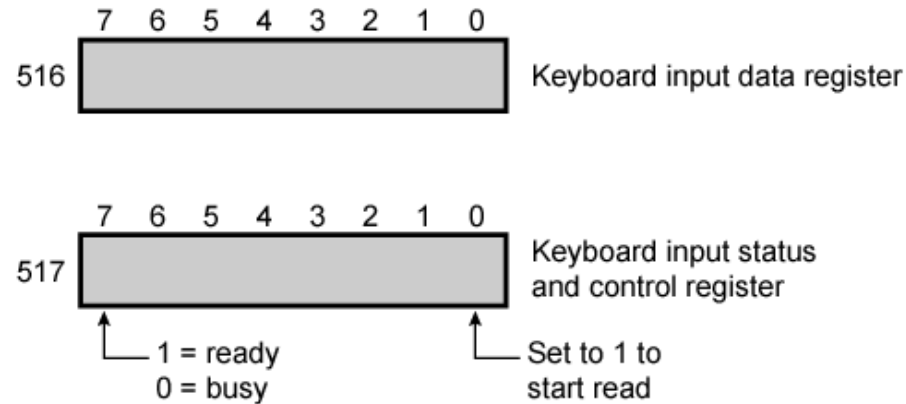 7 6 5 4 3 2 1 0
516 Keyboard input data register
7 6 5 4 3 2 1 0
517 Keyboard input status
and control register
1 = ready
0 = busy
Set to 1 to
start read